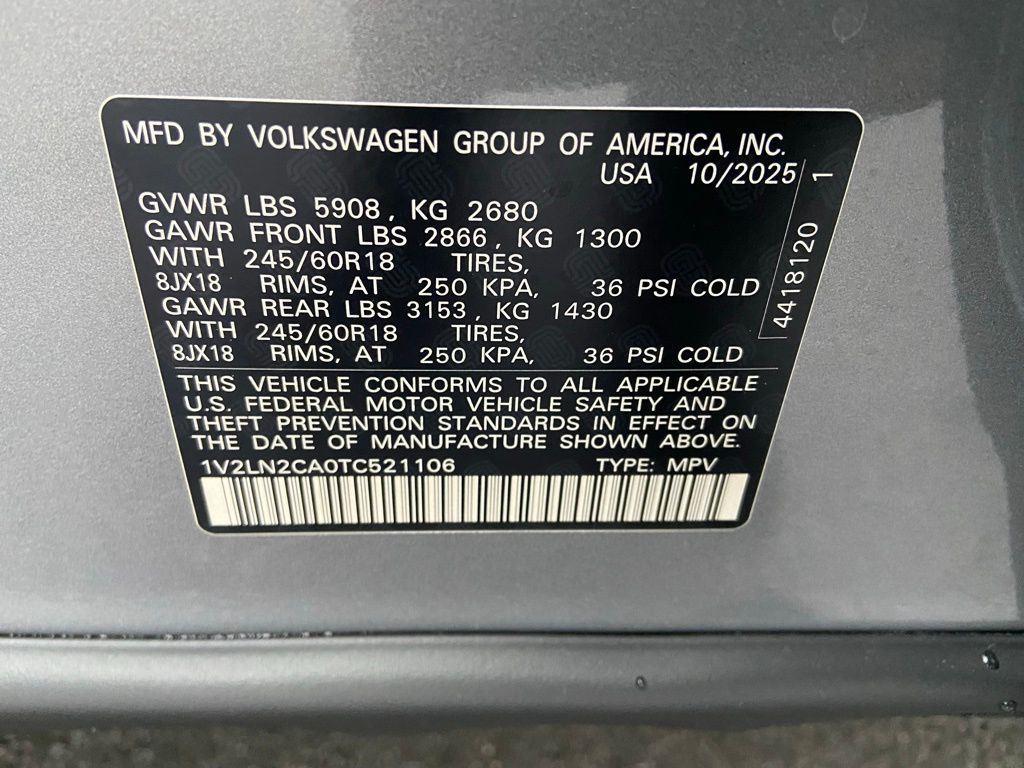 MFD BY VOLKSWAGEN GROUP OF AMERICA, INC.
USA 10/2025
GVWR LBS 5908, KG 2680
GAWR FRONT LBS 2866, KG 1300
WITH 245/60R18 TIRES,
8JX18 RIMS, AT 250 KPA, 36 PSI COLD
GAWR REAR LBS 3153, KG 1430
WITH 245/60R18 TIRES,
8JX18 RIMS, AT 250 KPA, 36 PSI COLD
4418120 1
THIS VEHICLE CONFORMS TO ALL APPLICABLE
U.S. FEDERAL MOTOR VEHICLE SAFETY AND
THEFT PREVENTION STANDARDS IN EFFECT ON
THE DATE OF MANUFACTURE SHOWN ABOVE.
1V2LN2CA0TC521106 TYPE: MPV